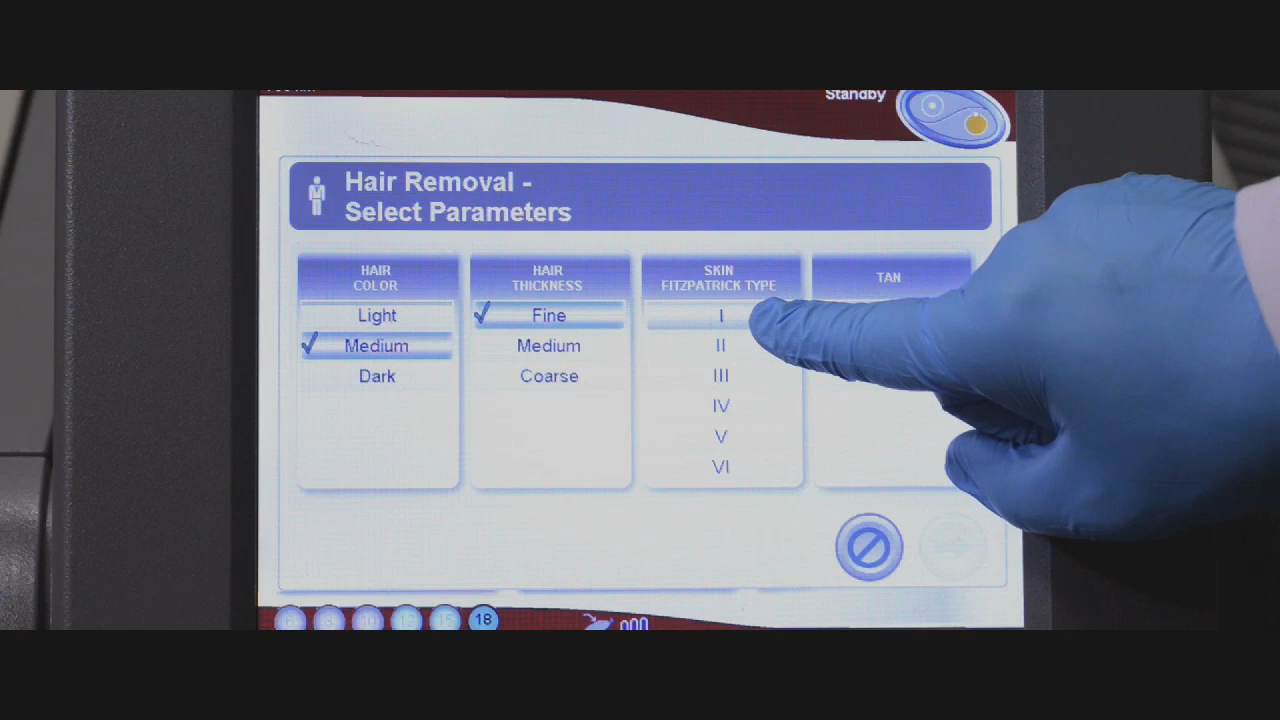 Standby
Hair Removal -
Select Parameters
HAIR
COLOR
Light
Medium
Dark
HAIR
THICKNESS
Fine
Medium
Coarse
SKIN
FITZPATRICK TYPE
I
II
III
IV
V
VI
TAN
18